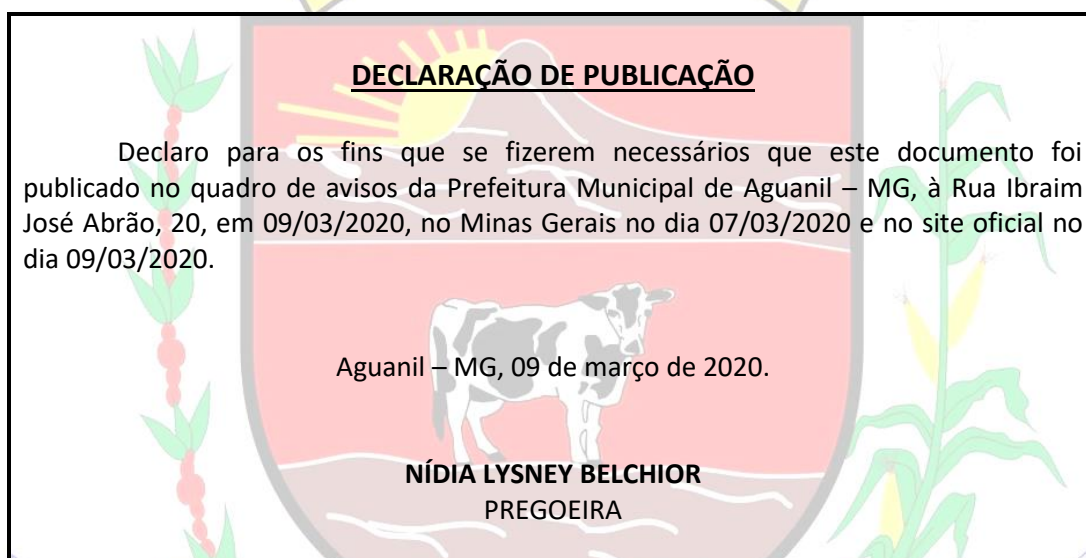 DECLARAÇÃO DE PUBLICAÇÃO
Declaro para os fins que se fizerem necessários que este documento foi
publicado no quadro de avisos da Prefeitura Municipal de Aguanil – MG, à Rua Ibraim
José Abrão, 20, em 09/03/2020, no Minas Gerais no dia 07/03/2020 e no site oficial no
dia 09/03/2020.
Aguanil – MG, 09 de março de 2020.
NÍDIA LYSNEY BELCHIOR
PREGOEIRA